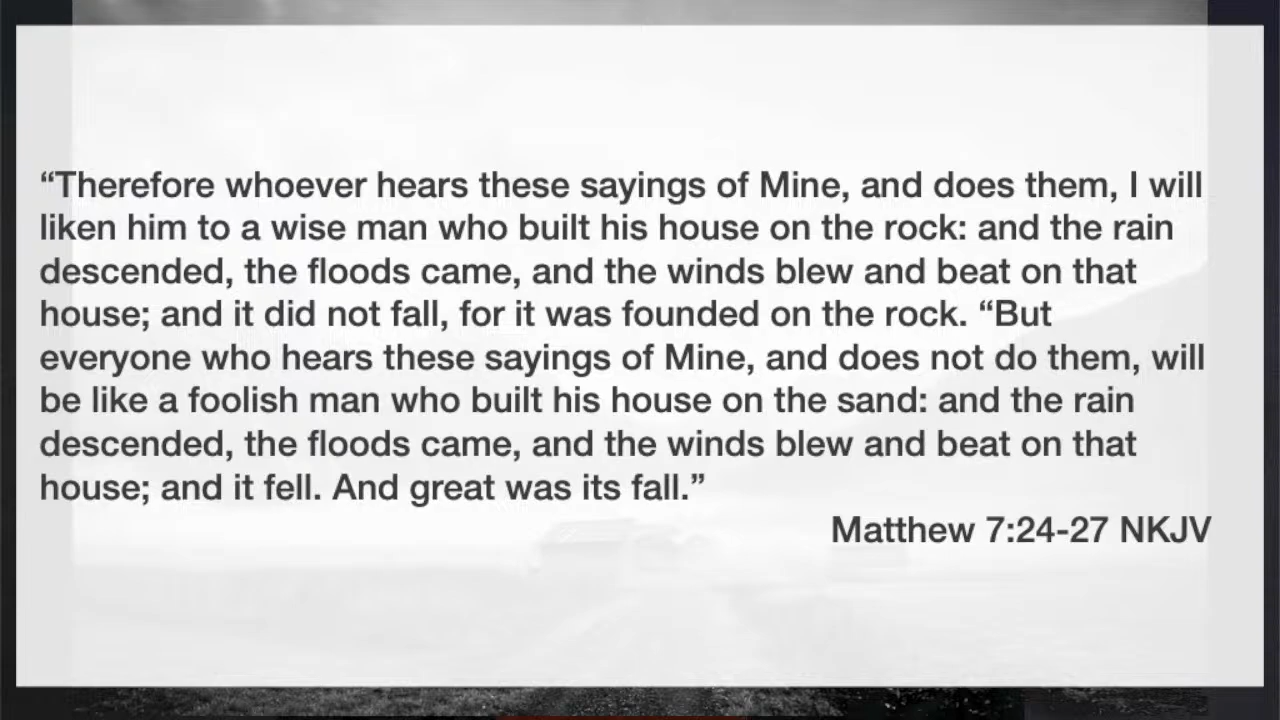 “Therefore whoever hears these sayings of Mine, and does them, I will
liken him to a wise man who built his house on the rock: and the rain
descended, the floods came, and the winds blew and beat on that
house; and it did not fall, for it was founded on the rock. “But
everyone who hears these sayings of Mine, and does not do them, will
be like a foolish man who built his house on the sand: and the rain
descended, the floods came, and the winds blew and beat on that
house; and it fell. And great was its fall.”
Matthew 7:24-27 NKJV